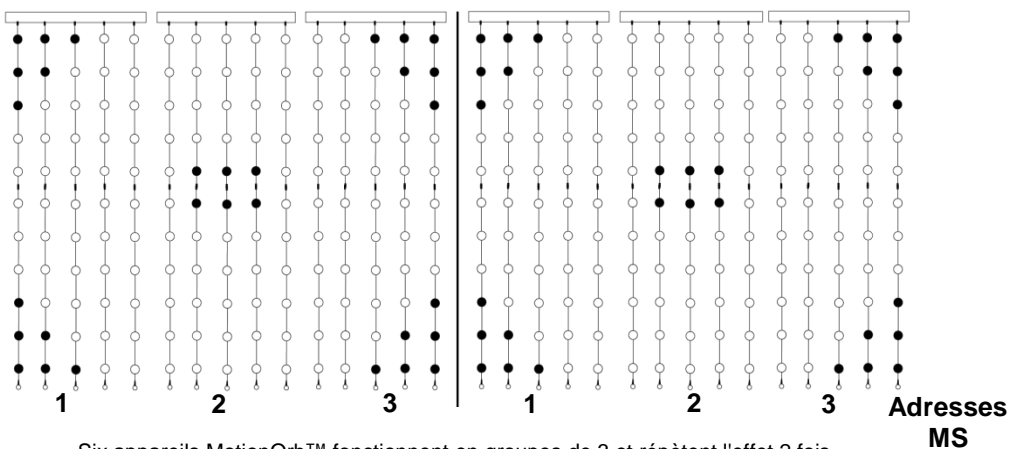 1 2 3 1 2 3 Adresses
MS
Six appareils MotionOrb™ fonctionnent en groupes de 3 et répètent l'effet 2 fois